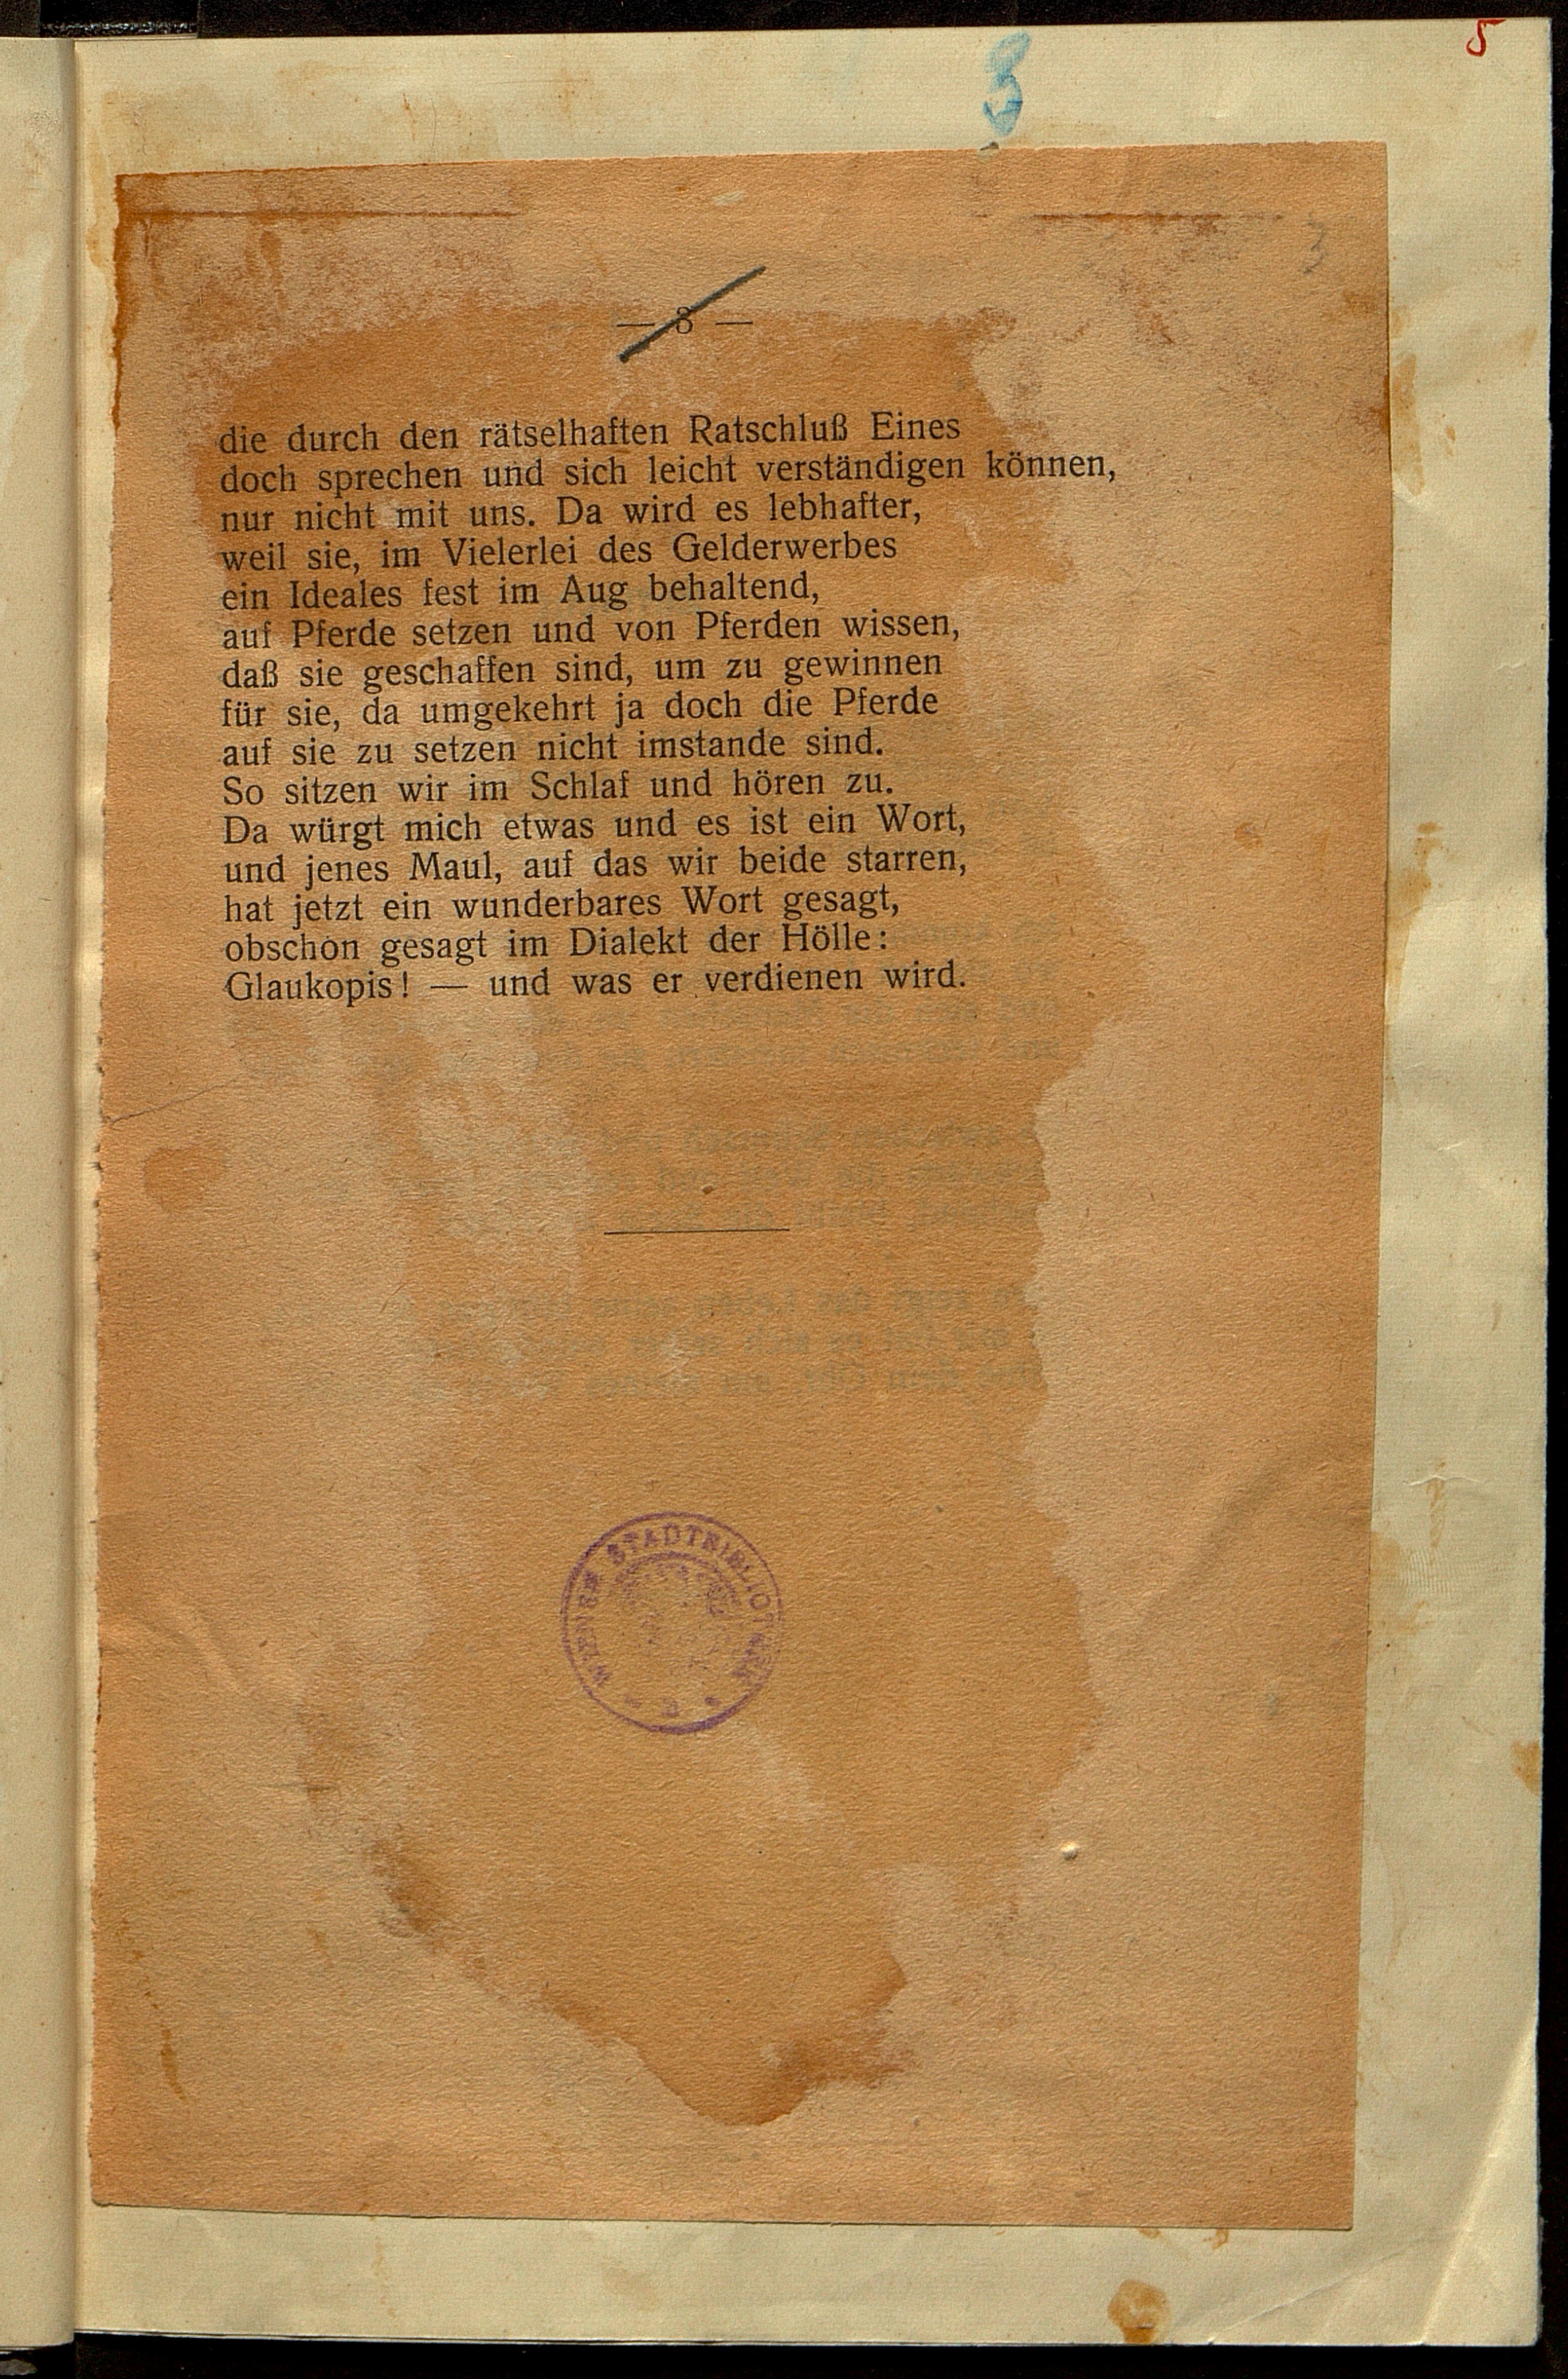 5
3
3
— 8 —
die durch den rätselhaften Ratschluß Eines
doch sprechen und sich leicht verständigen können,
nur nicht mit uns. Da wird es lebhafter,
weil sie, im Vielerlei des Gelderwerbes
ein Ideales fest im Aug behaltend,
auf Pferde setzen und von Pferden wissen,
daß sie geschaffen sind, um zu gewinnen
für sie, da umgekehrt ja doch die Pferde
auf sie zu setzen nicht imstande sind.
So sitzen wir im Schlaf und hören zu.
Da würgt mich etwas und es ist ein Wort,
und jenes Maul, auf das wir beide starren,
hat jetzt ein wunderbares Wort gesagt,
obschon gesagt im Dialekt der Hölle:
Glaukopis! — und was er verdienen wird.
WIENER STADTBIBLIOTHEK